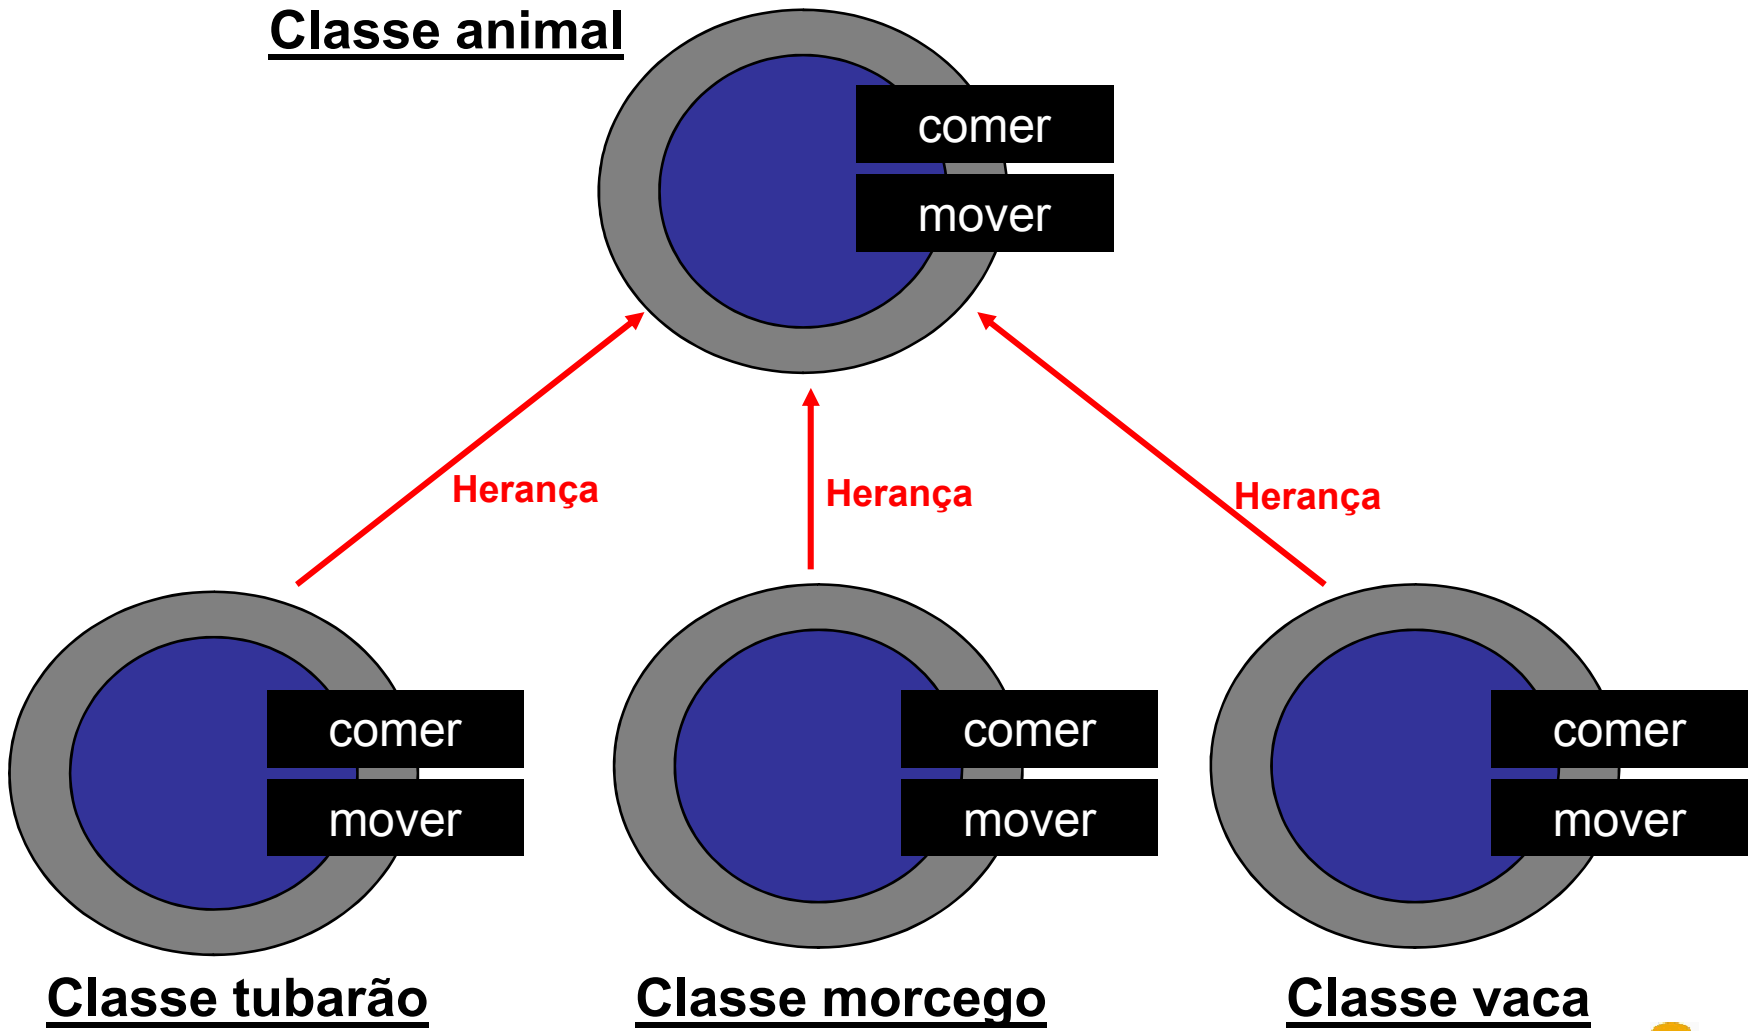 Classe animal
comer
mover
Herança
Herança
Herança
comer
mover
comer
mover
comer
mover
Classe tubarão
Classe morcego
Classe vaca